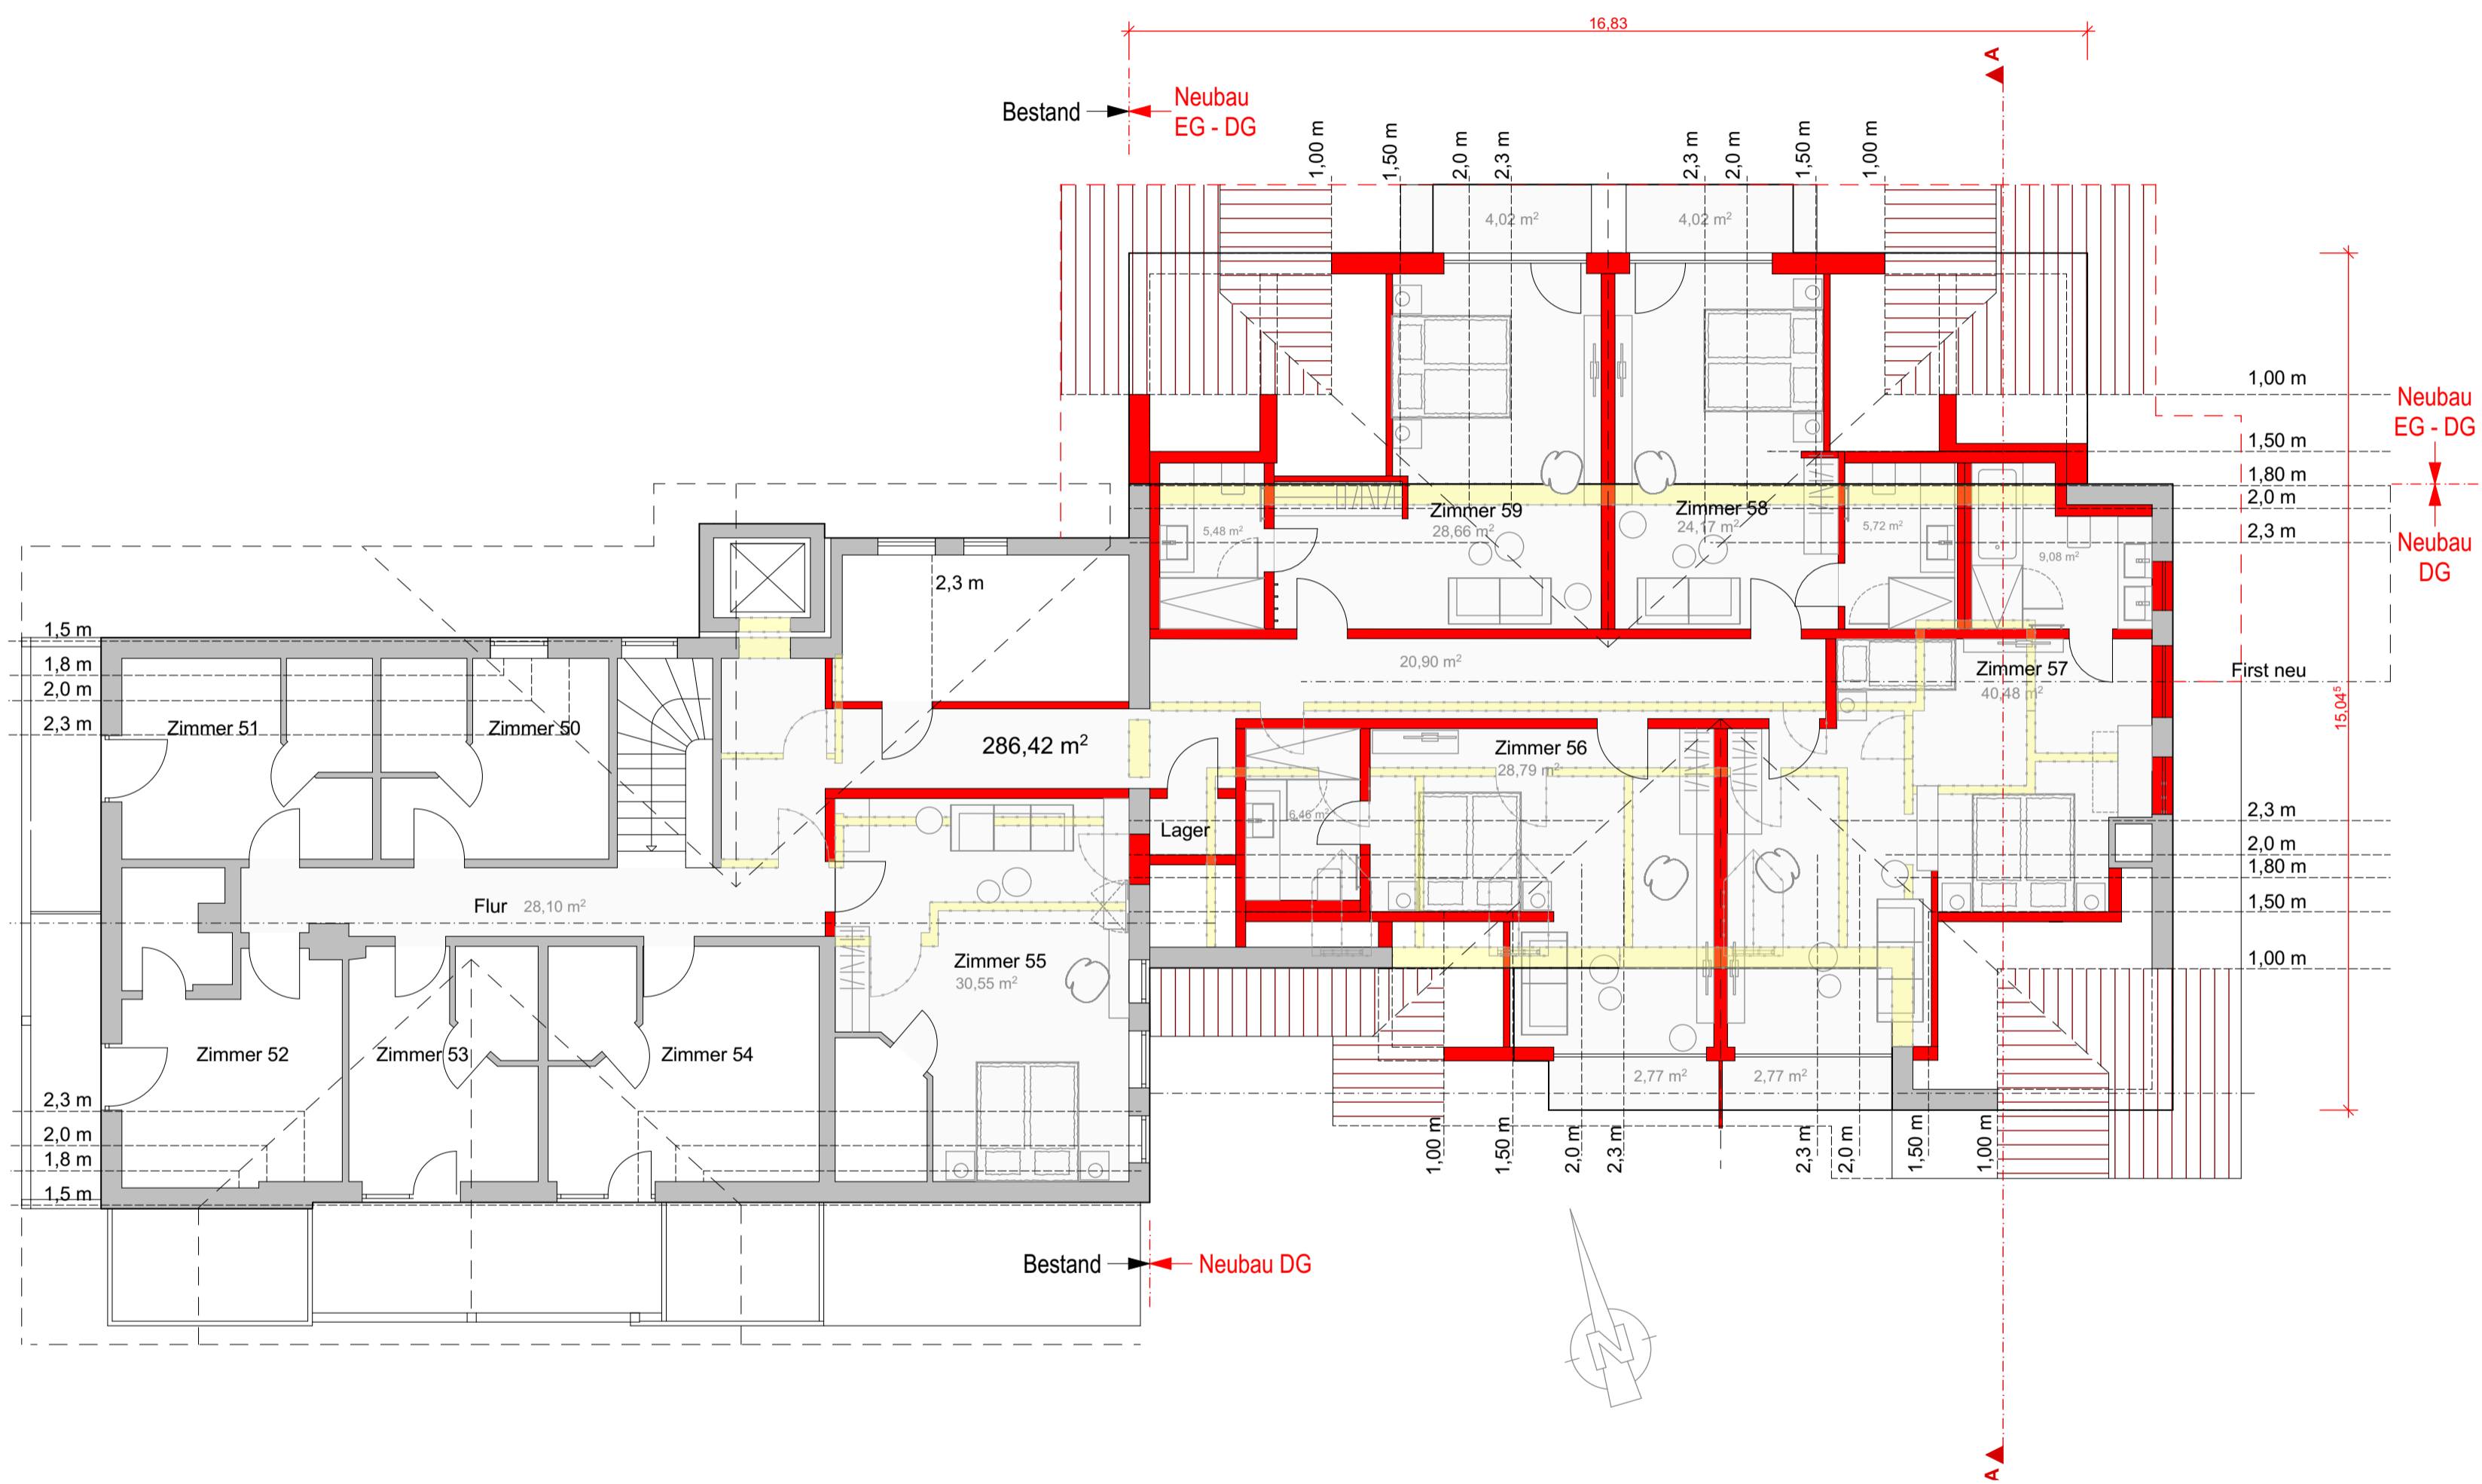 16,83
A
Bestand
Neubau
EG - DG
1,00 m
1,50 m
2,0 m
2,3 m
2,3 m
2,0 m
1,50 m
1,00 m
4,02 m²
4,02 m²
1,00 m
Neubau
EG - DG
1,50 m
1,80 m
2,0 m
2,3 m
Neubau
DG
Zimmer 59
28,66 m²
Zimmer 58
24,17 m²
5,48 m²
5,72 m²
9,08 m²
2,3 m
1,5 m
1,8 m
2,0 m
2,3 m
Zimmer 51
Zimmer 50
20,90 m²
Zimmer 57
40,48 m²
First neu
15,04⁵
286,42 m²
Zimmer 56
28,79 m²
6,46 m²
Lager
2,3 m
2,0 m
1,80 m
1,50 m
1,00 m
Flur 28,10 m²
Zimmer 55
30,55 m²
Zimmer 52
Zimmer 53
Zimmer 54
2,77 m²
2,77 m²
2,3 m
2,0 m
1,8 m
1,5 m
1,00 m
1,50 m
2,0 m
2,3 m
2,3 m
2,0 m
1,50 m
1,00 m
Bestand
Neubau DG
N
A